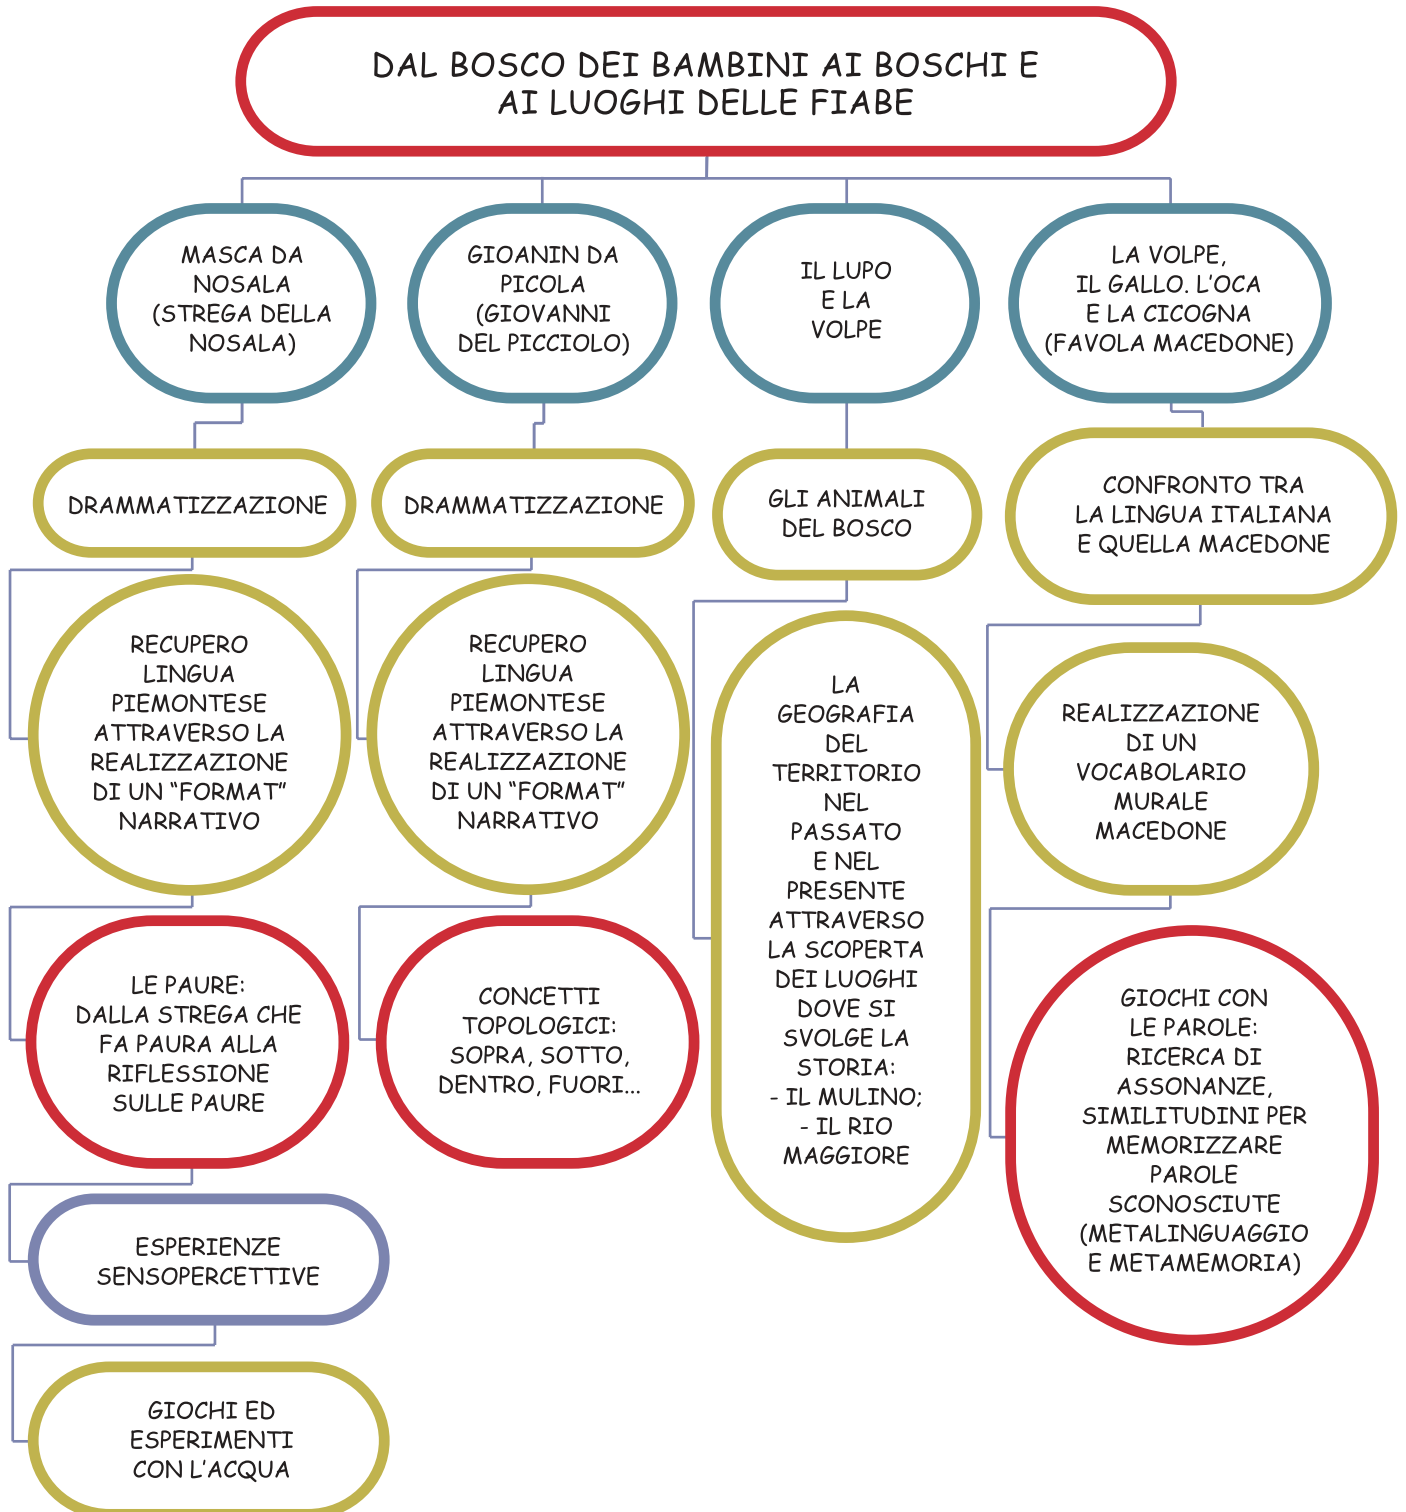 DAL BOSCO DEI BAMBINI AI BOSCHI E
AI LUOGHI DELLE FIABE
MASCA DA
NOSALA
(STREGA DELLA
NOSALA)
GIOANIN DA
PICOLA
(GIOVANNI
DEL PICCIOLO)
IL LUPO
E LA
VOLPE
LA VOLPE,
IL GALLO. L'OCA
E LA CICOGNA
(FAVOLA MACEDONE)
DRAMMATIZZAZIONE
DRAMMATIZZAZIONE
GLI ANIMALI
DEL BOSCO
CONFRONTO TRA
LA LINGUA ITALIANA
E QUELLA MACEDONE
RECUPERO
LINGUA
PIEMONTESE
ATTRAVERSO LA
REALIZZAZIONE
DI UN “FORMAT”
NARRATIVO
RECUPERO
LINGUA
PIEMONTESE
ATTRAVERSO LA
REALIZZAZIONE
DI UN “FORMAT”
NARRATIVO
LA
GEOGRAFIA
DEL
TERRITORIO
NEL
PASSATO
E NEL
PRESENTE
ATTRAVERSO
LA SCOPERTA
DEI LUOGHI
DOVE SI
SVOLGE LA
STORIA:
- IL MULINO;
- IL RIO
MAGGIORE
REALIZZAZIONE
DI UN
VOCABOLARIO
MURALE
MACEDONE
LE PAURE:
DALLA STREGA CHE
FA PAURA ALLA
RIFLESSIONE
SULLE PAURE
CONCETTI
TOPOLOGICI:
SOPRA, SOTTO,
DENTRO, FUORI...
GIOCHI CON
LE PAROLE:
RICERCA DI
ASSONANZE,
SIMILITUDINI PER
MEMORIZZARE
PAROLE
SCONOSCIUTE
(METALINGUAGGIO
E METAMEMORIA)
ESPERIENZE
SENSOPERCETTIVE
GIOCHI ED
ESPERIMENTI
CON L'ACQUA